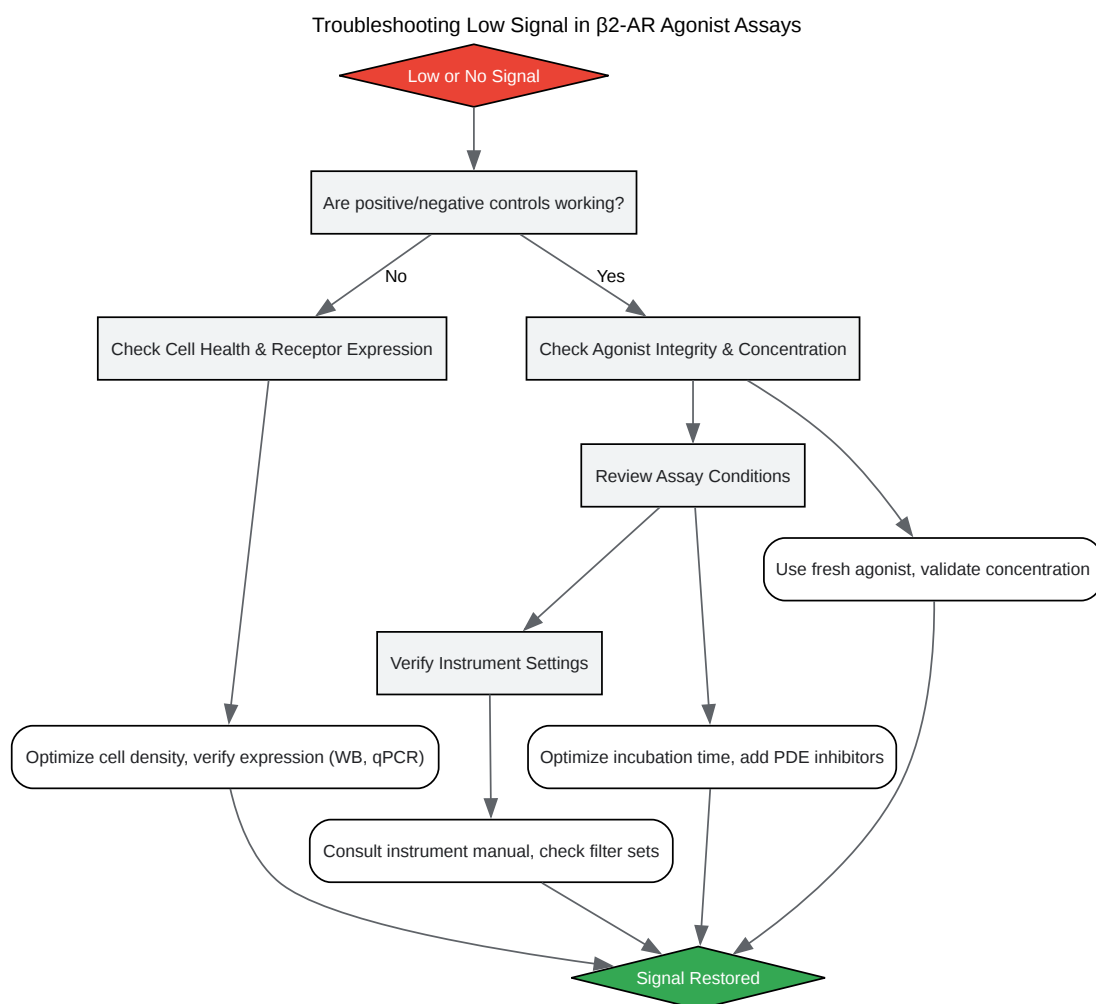 Troubleshooting Low Signal in β2-AR Agonist Assays
Low or No Signal
Are positive/negative controls working?
No
Yes
Check Cell Health & Receptor Expression
Check Agonist Integrity & Concentration
Review Assay Conditions
Use fresh agonist, validate concentration
Verify Instrument Settings
Optimize cell density, verify expression (WB, qPCR)
Optimize incubation time, add PDE inhibitors
Consult instrument manual, check filter sets
Signal Restored